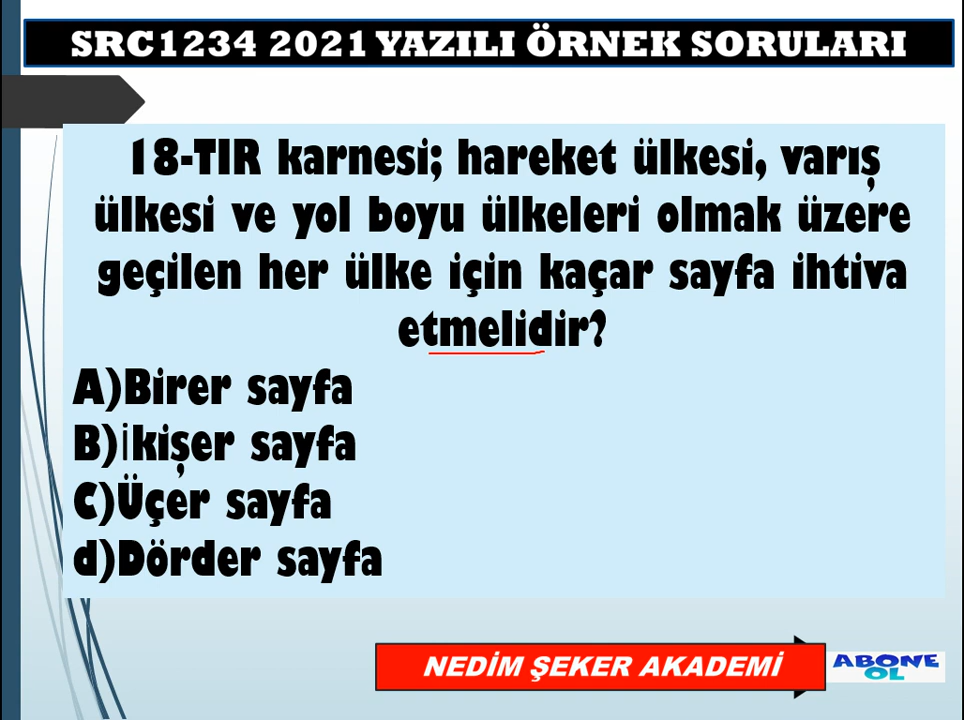 SRC1234 2021 YAZILI ÖRNEK SORULARI
18-TIR karnesi; hareket ülkesi, varış
ülkesi ve yol boyu ülkeleri olmak üzere
geçilen her ülke için kaçar sayfa ihtiva
etmelidir?
A)Birer sayfa
B)İkişer sayfa
C)Üçer sayfa
d)Dörder sayfa
NEDİM ŞEKER AKADEMİ
ABONE
OL